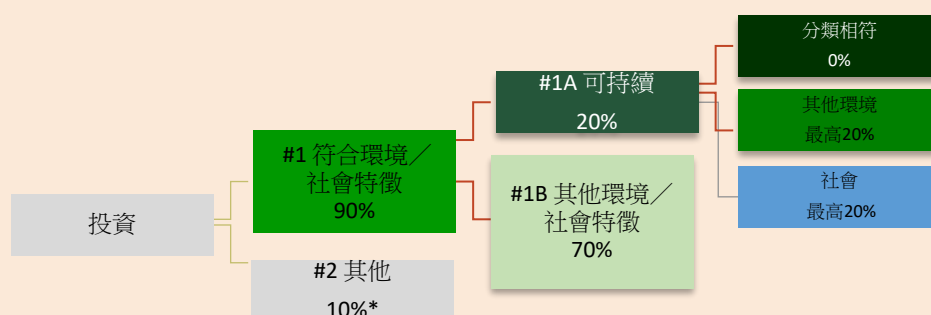 投資
#1 符合環境／
社會特徵
90%
#2 其他
10%*
#1A 可持續
20%
#1B 其他環境／
社會特徵
70%
分類相符
0%
其他環境
最高20%
社會
最高20%